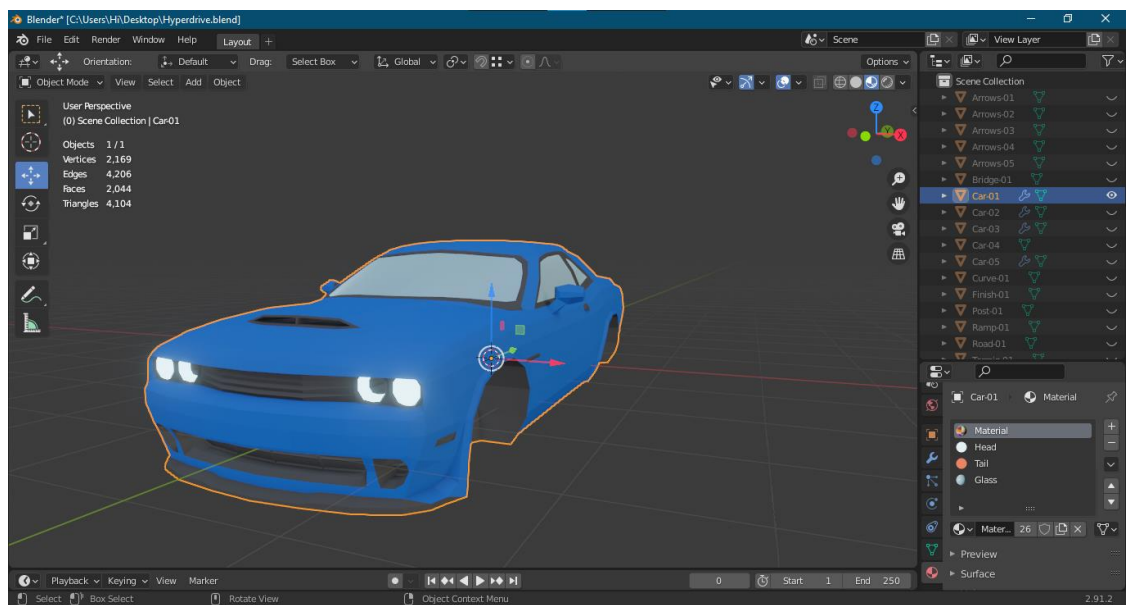 Blender* [C:\Users\Hi\Desktop\Hyperdrive.blend]
File Edit Render Window Help Layout + Scene View Layer
Orientation: Default Drag: Select Box Global Options
Object Mode View Select Add Object
User Perspective
(0) Scene Collection | Car-01
Objects 1 / 1
Vertices 2,169
Edges 4,206
Faces 2,044
Triangles 4,104
Z
Y
X
Scene Collection
Arrows-01
Arrows-02
Arrows-03
Arrows-04
Arrows-05
Bridge-01
Car-01
Car-02
Car-03
Car-04
Car-05
Curve-01
Finish-01
Post-01
Ramp-01
Road-01
Car-01 Material
Material
Head
Tail
Glass
Mater... 26
Preview
Surface
Playback Keying View Marker 0 Start 1 End 250
Select Box Select Rotate View Object Context Menu 2.91.2